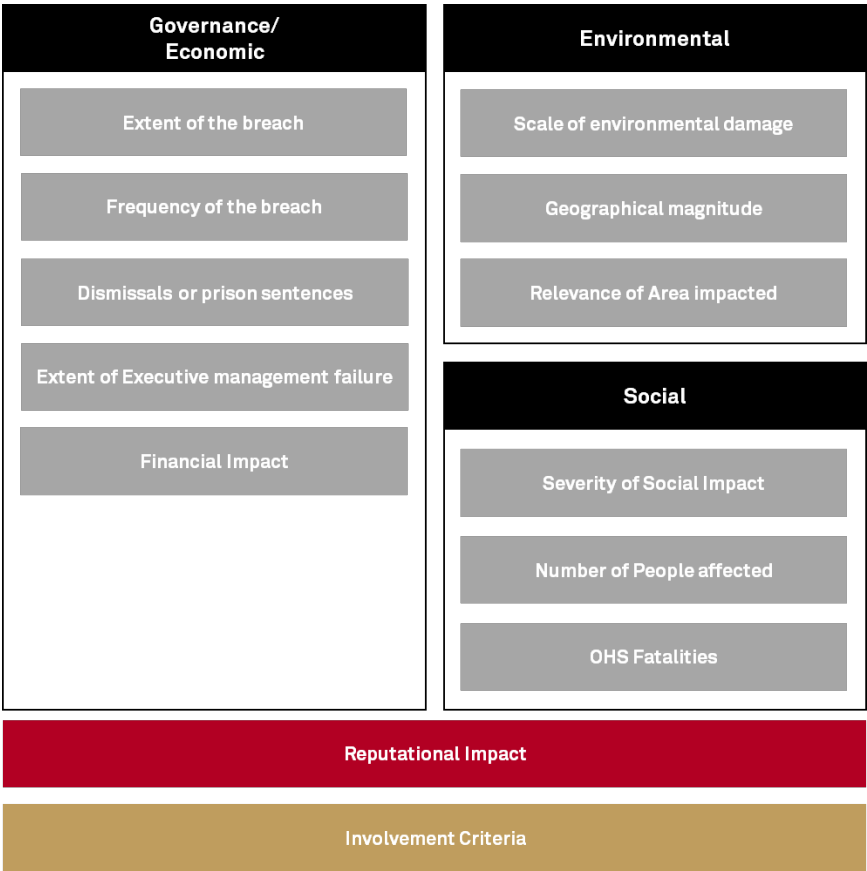 Governance/
Economic
Extent of the breach
Frequency of the breach
Dismissals or prison sentences
Extent of Executive management failure
Financial Impact
Environmental
Scale of environmental damage
Geographical magnitude
Relevance of Area impacted
Social
Severity of Social Impact
Number of People affected
OHS Fatalities
Reputational Impact
Involvement Criteria